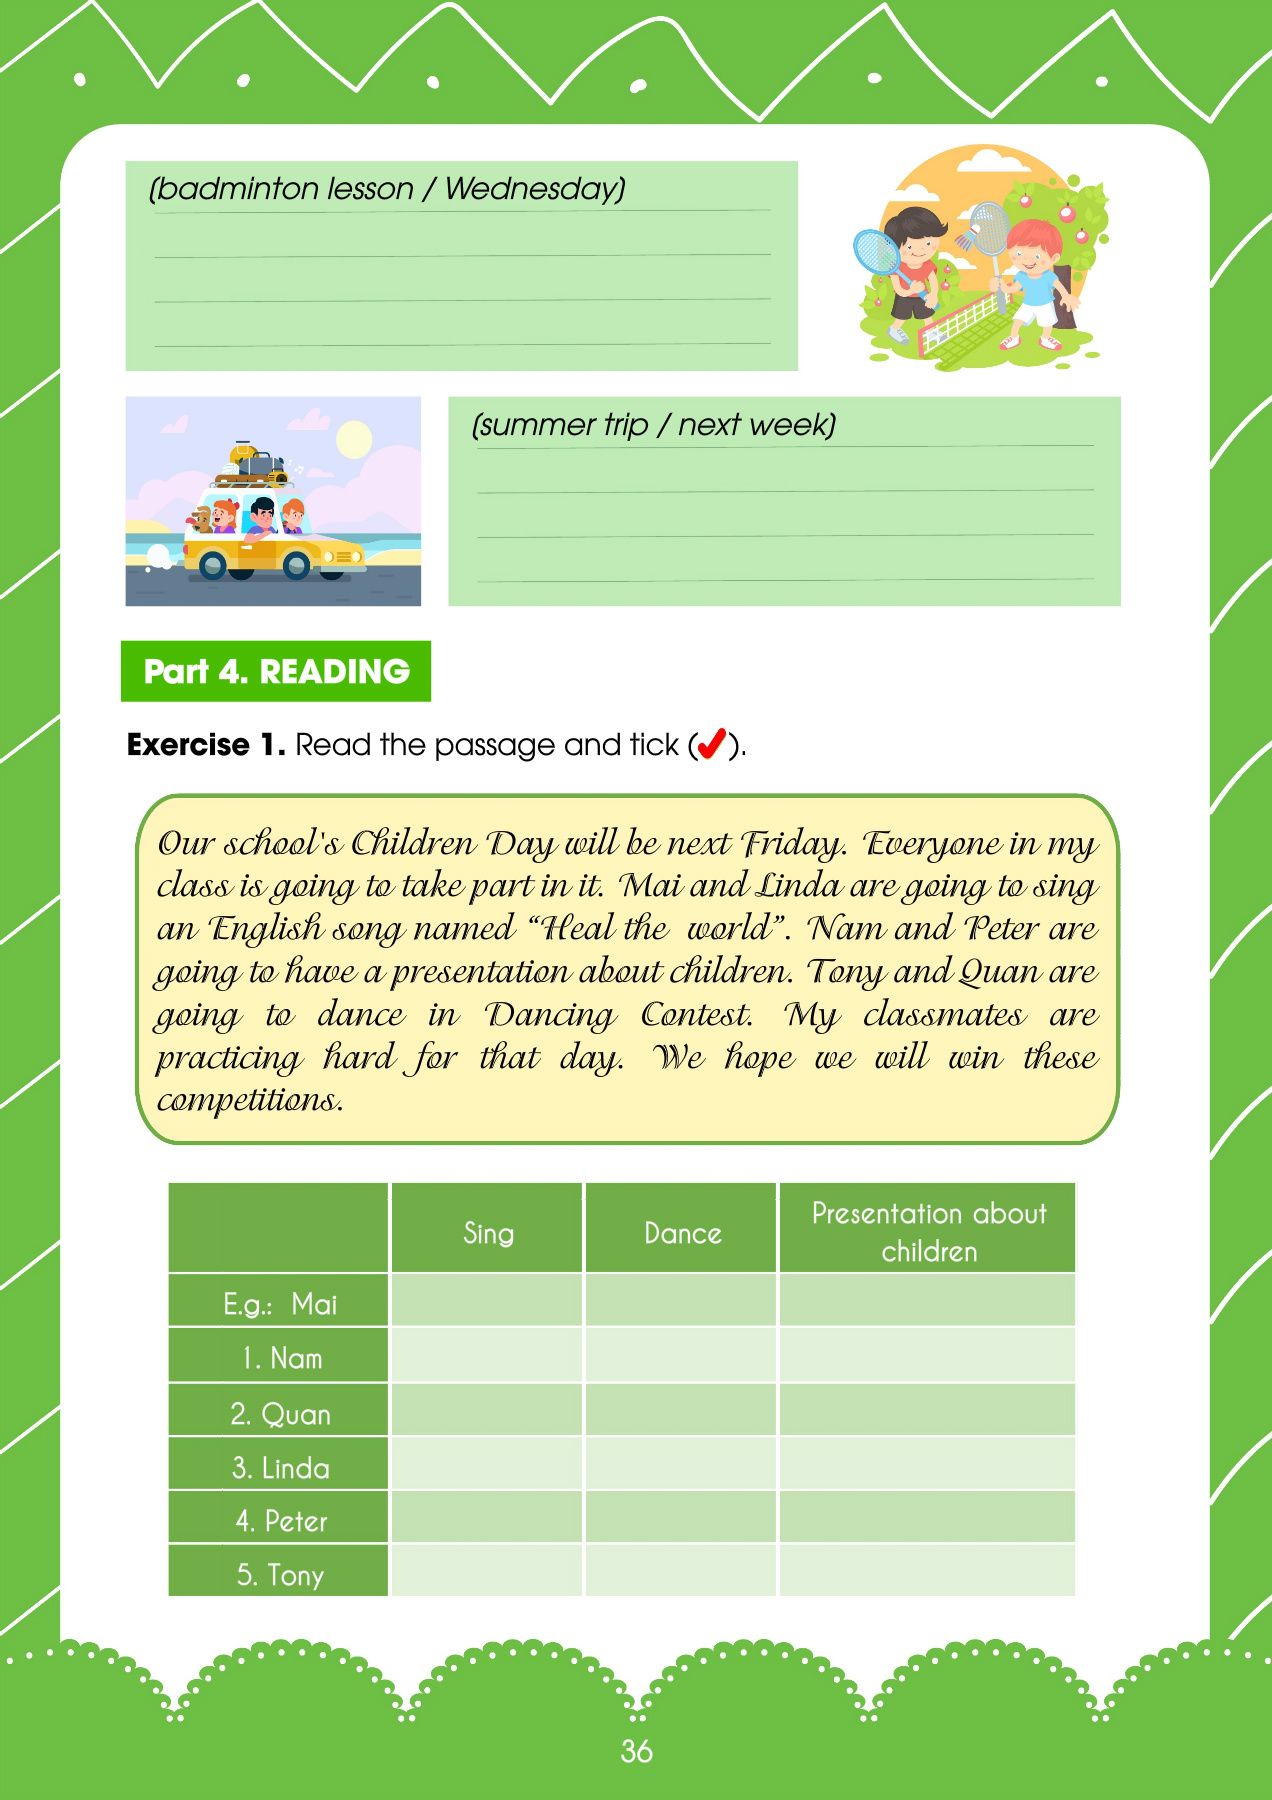 (badminton lesson / Wednesday)
(summer trip / next week)
Part 4. READING
Exercise 1. Read the passage and tick (✓).
Our school's Children Day will be next Friday. Everyone in my
class is going to take part in it. Mai and Linda are going to sing
an English song named “Heal the world”. Nam and Peter are
going to have a presentation about children. Tony and Quan are
going to dance in Dancing Contest. My classmates are
practicing hard for that day. We hope we will win these
competitions.
Sing Dance Presentation about
children
E.g.: Mai
1. Nam
2. Quan
3. Linda
4. Peter
5. Tony
36